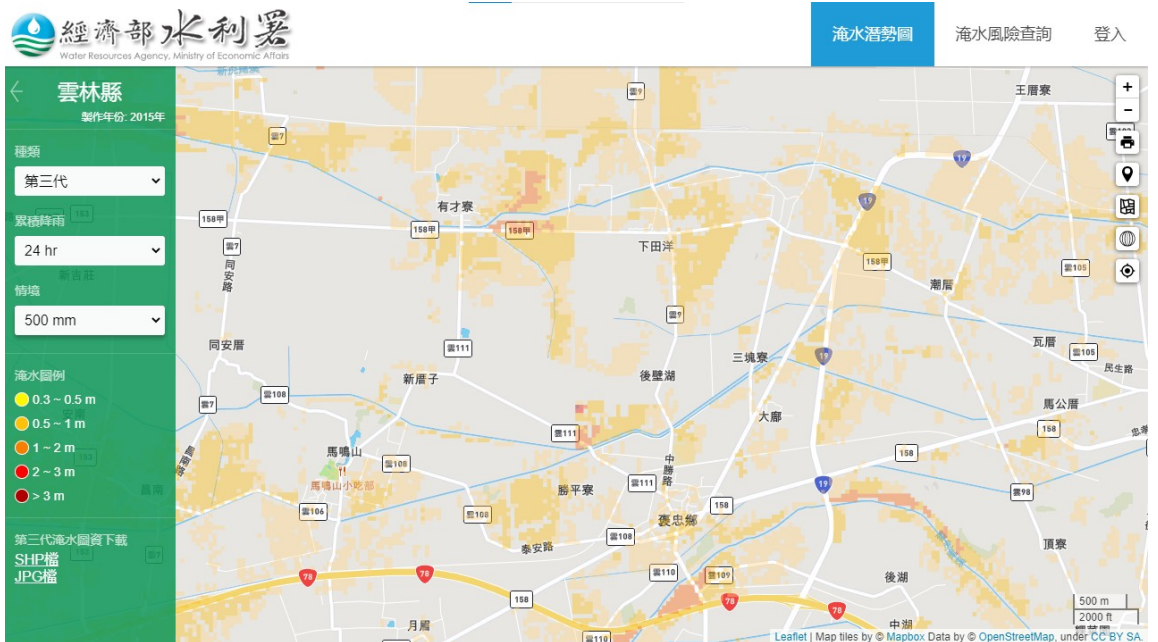 經濟部水利署
Water Resources Agency, Ministry of Economic Affairs
淹水潛勢圖
淹水風險查詢
登入
雲林縣
製作年份: 2015年
種類
第三代
累積降雨
24 hr
情境
500 mm
淹水圖例
0.3 ~ 0.5 m
0.5 ~ 1 m
1 ~ 2 m
2 ~ 3 m
> 3 m
第三代淹水圖資下載
SHP檔
JPG檔
雲9
王厝寮
雲7
19
有才寮
158甲
158甲
158甲
19
雲7
同安路
下田洋
158甲
雲105
新吉庄
潮厝
雲9
同安厝
雲111
三塊寮
19
瓦厝
雲105
民生路
新厝子
後壁湖
雲108
雲7
馬公厝
大廍
158
雲111
馬鳴山
雲108
中勝路
158
馬鳴山小吃部
勝平寮
雲111
19
雲98
158
雲106
雲108
褒忠鄉
雲108
泰安路
頂寮
78
78
雲110
雲109
後湖
158
78
78
月眉
中湖
雲110
+
−
500 m
2000 ft
Leaflet | Map tiles by © Mapbox Data by © OpenStreetMap, under CC BY SA.